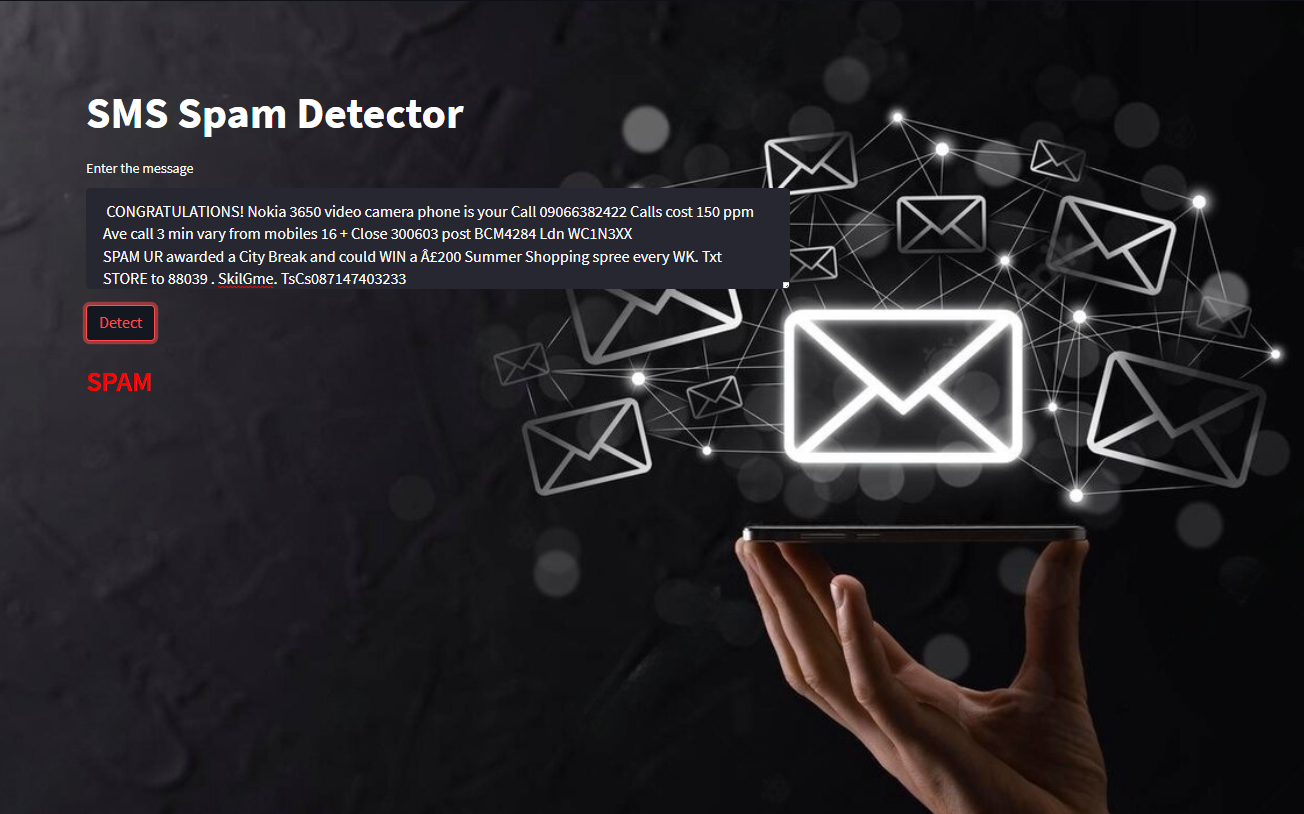 SMS Spam Detector
Enter the message
CONGRATULATIONS! Nokia 3650 video camera phone is your Call 09066382422 Calls cost 150 ppm
Ave call 3 min vary from mobiles 16 + Close 300603 post BCM4284 Ldn WC1N3XX
SPAM UR awarded a City Break and could WIN a Â£200 Summer Shopping spree every WK. Txt
STORE to 88039 . SkilGme. TsCs087147403233
Detect
SPAM